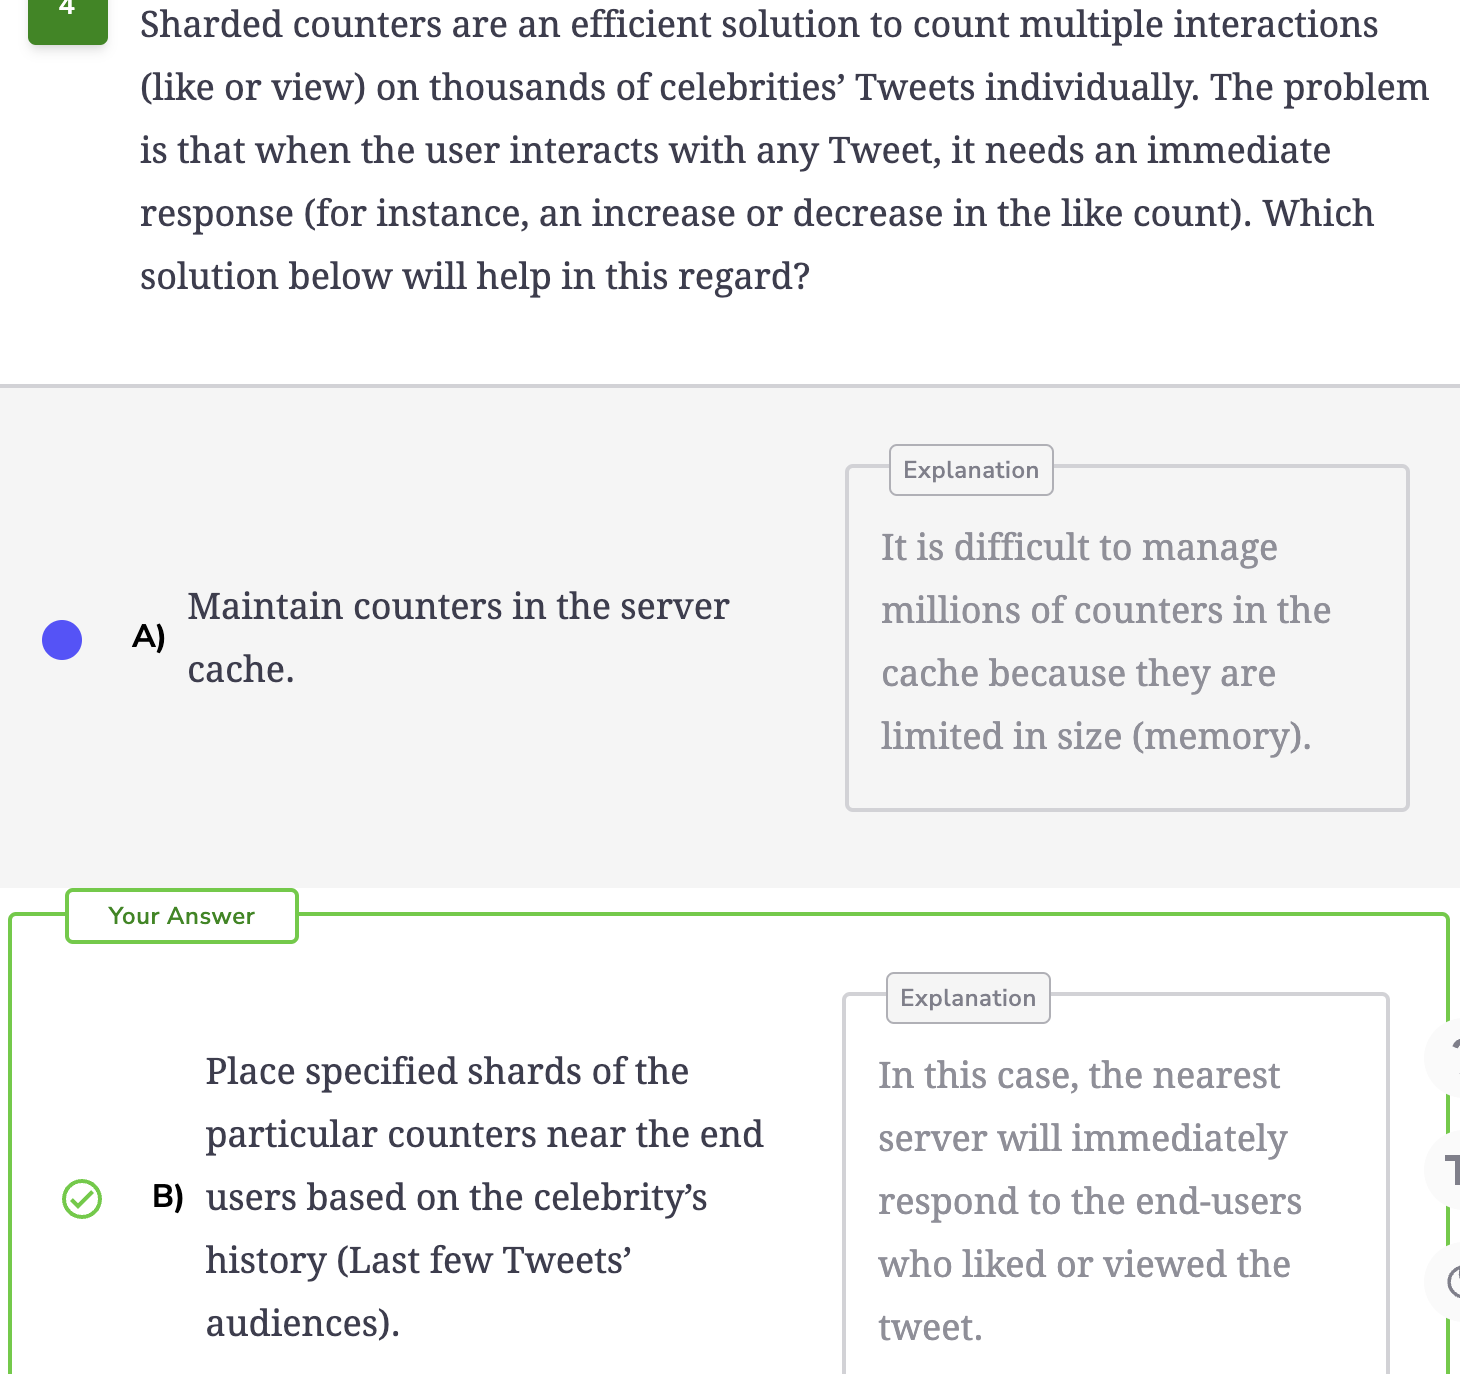 4
Sharded counters are an efficient solution to count multiple interactions
(like or view) on thousands of celebrities’ Tweets individually. The problem
is that when the user interacts with any Tweet, it needs an immediate
response (for instance, an increase or decrease in the like count). Which
solution below will help in this regard?
A)
Maintain counters in the server
cache.
Explanation
It is difficult to manage
millions of counters in the
cache because they are
limited in size (memory).
Your Answer
B)
Place specified shards of the
particular counters near the end
users based on the celebrity’s
history (Last few Tweets’
audiences).
Explanation
In this case, the nearest
server will immediately
respond to the end-users
who liked or viewed the
tweet.